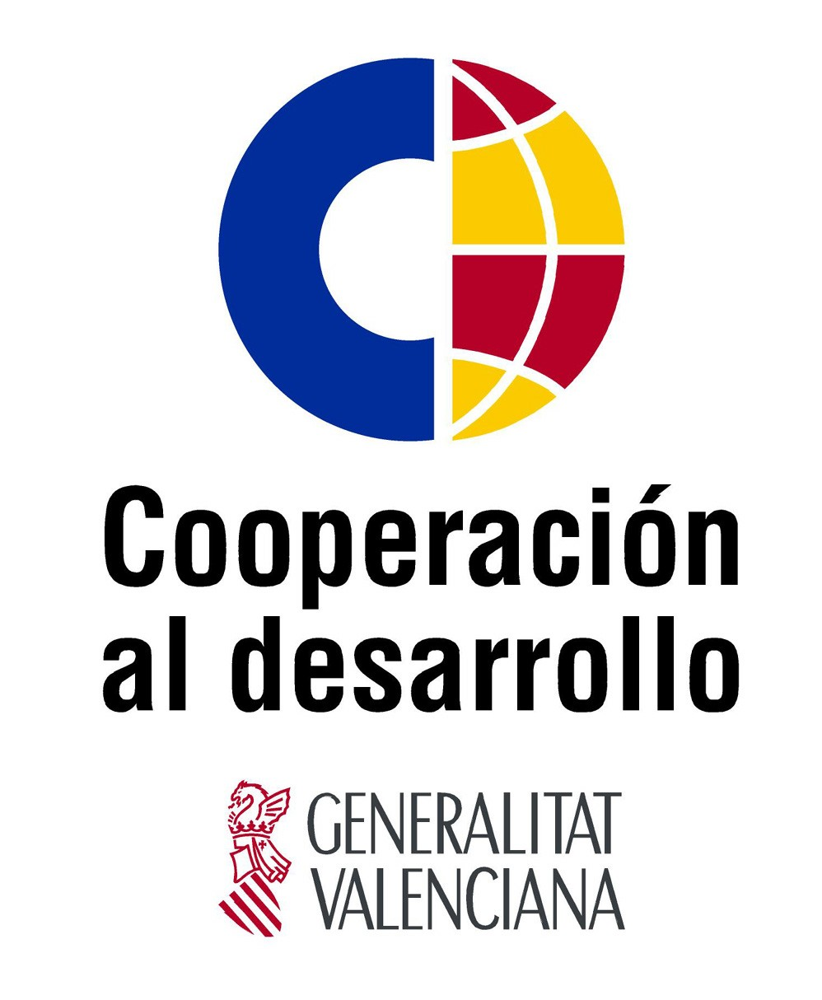 Cooperación
al desarrollo
GENERALITAT
VALENCIANA